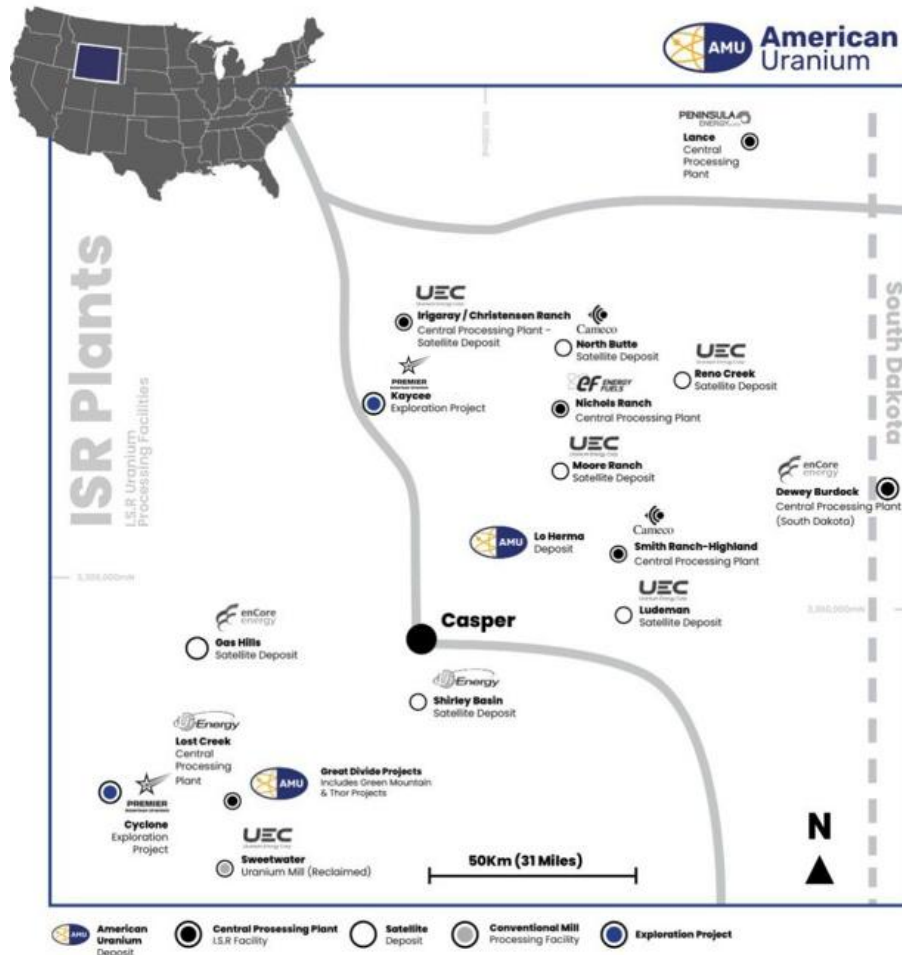 AMU
American
Uranium
PENINSULA
ENERGY
Lance
Central
Processing
Plant
ISR Plants
I.S.R Uranium
Processing Facilities
South Dakota
UEC
Irigaray / Christensen Ranch
Central Processing Plant -
Satellite Deposit
Cameco
North Butte
Satellite Deposit
UEC
Reno Creek
Satellite Deposit
PREMIER
Kaycee
Exploration Project
ef ENERGY
FUELS
Nichols Ranch
Central Processing Plant
UEC
Moore Ranch
Satellite Deposit
enCore
energy
Dewey Burdock
Central Processing Plant
(South Dakota)
AMU
Lo Herma
Deposit
Cameco
Smith Ranch-Highland
Central Processing Plant
UEC
Ludeman
Satellite Deposit
enCore
energy
Gas Hills
Satellite Deposit
Casper
Energy
Shirley Basin
Satellite Deposit
Energy
Lost Creek
Central
Processing
Plant
AMU
Great Divide Projects
Includes Green Mountain
& Thor Projects
PREMIER
Cyclone
Exploration
Project
UEC
Sweetwater
Uranium Mill (Reclaimed)
50Km (31 Miles)
N
AMU
American
Uranium
Deposit
Central Prosessing Plant
I.S.R Facility
Satellite
Deposit
Conventional Mill
Processing Facility
Exploration Project